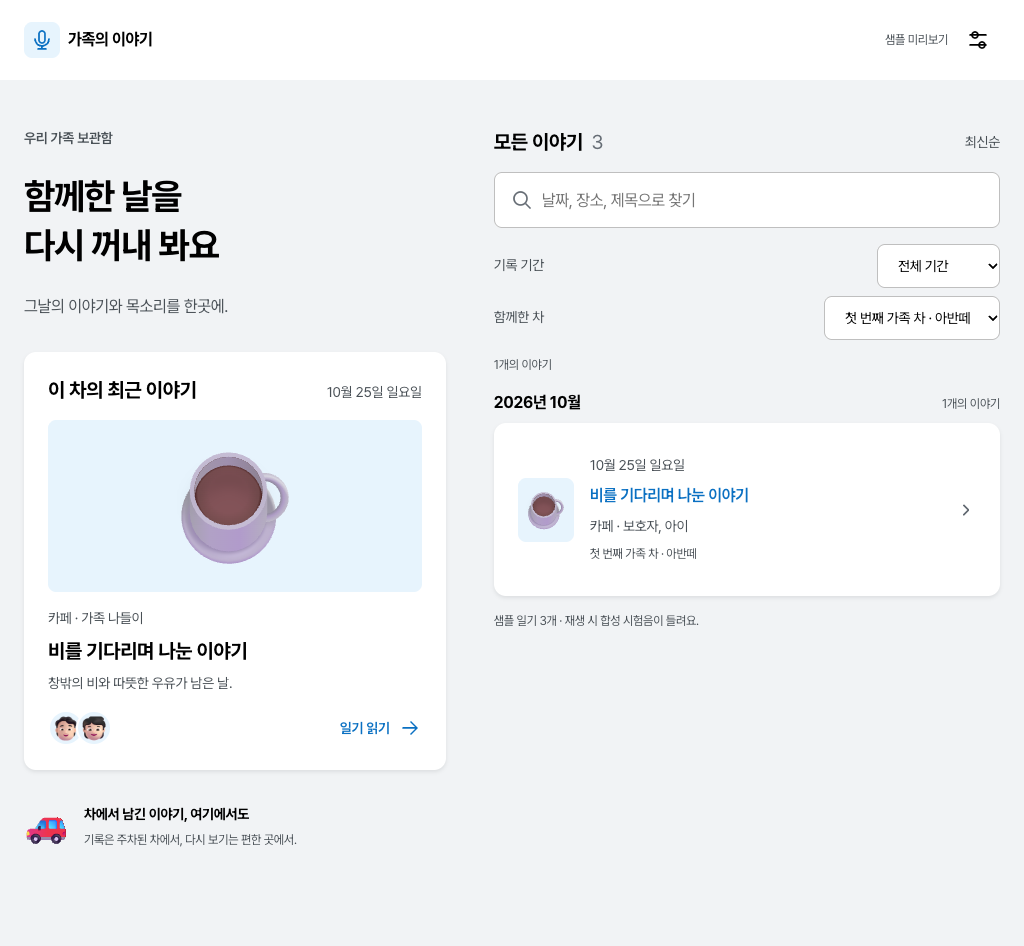 가족의 이야기
샘플 미리보기
우리 가족 보관함
함께한 날을
다시 꺼내 봐요
그날의 이야기와 목소리를 한곳에.
이 차의 최근 이야기
10월 25일 일요일
카페 · 가족 나들이
비를 기다리며 나눈 이야기
창밖의 비와 따뜻한 우유가 남은 날.
일기 읽기
차에서 남긴 이야기, 여기에서도
기록은 주차된 차에서, 다시 보기는 편한 곳에서.
모든 이야기 3
최신순
날짜, 장소, 제목으로 찾기
기록 기간
전체 기간
함께한 차
첫 번째 가족 차 · 아반떼
1개의 이야기
2026년 10월
1개의 이야기
10월 25일 일요일
비를 기다리며 나눈 이야기
카페 · 보호자, 아이
첫 번째 가족 차 · 아반떼
샘플 일기 3개 · 재생 시 합성 시험음이 들려요.